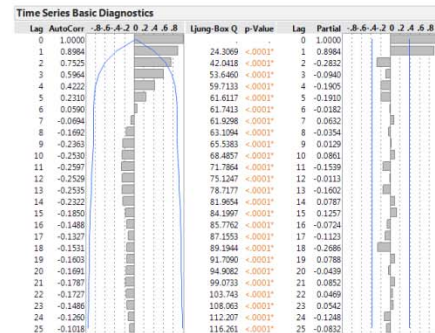 Time Series Basic Diagnostics
Lag AutoCorr -.8-.6-.4-.2 0 .2 .4 .6 .8 Ljung-Box Q p-Value Lag Partial -.8-.6-.4-.2 0 .2 .4 .6 .8
0 1.0000 . . 0 1.0000
1 0.8984 24.3069 <.0001* 1 0.8984
2 0.7525 42.0418 <.0001* 2 -0.2832
3 0.5964 53.6460 <.0001* 3 -0.0940
4 0.4222 59.7133 <.0001* 4 -0.1905
5 0.2310 61.6117 <.0001* 5 -0.1910
6 0.0590 61.7413 <.0001* 6 -0.0182
7 -0.0694 61.9298 <.0001* 7 0.0632
8 -0.1692 63.1094 <.0001* 8 -0.0354
9 -0.2363 65.5383 <.0001* 9 0.0129
10 -0.2530 68.4857 <.0001* 10 0.0861
11 -0.2597 71.7864 <.0001* 11 -0.1539
12 -0.2529 75.1247 <.0001* 12 -0.0113
13 -0.2535 78.7177 <.0001* 13 -0.1602
14 -0.2322 81.9654 <.0001* 14 0.0787
15 -0.1850 84.1997 <.0001* 15 0.1257
16 -0.1488 85.7762 <.0001* 16 -0.0724
17 -0.1327 87.1553 <.0001* 17 -0.1123
18 -0.1531 89.1944 <.0001* 18 -0.2686
19 -0.1603 91.7090 <.0001* 19 0.0788
20 -0.1691 94.9082 <.0001* 20 -0.0439
21 -0.1787 99.0733 <.0001* 21 0.0852
22 -0.1727 103.743 <.0001* 22 0.0469
23 -0.1486 108.063 <.0001* 23 0.0542
24 -0.1260 112.207 <.0001* 24 -0.1248
25 -0.1018 116.261 <.0001* 25 -0.0832